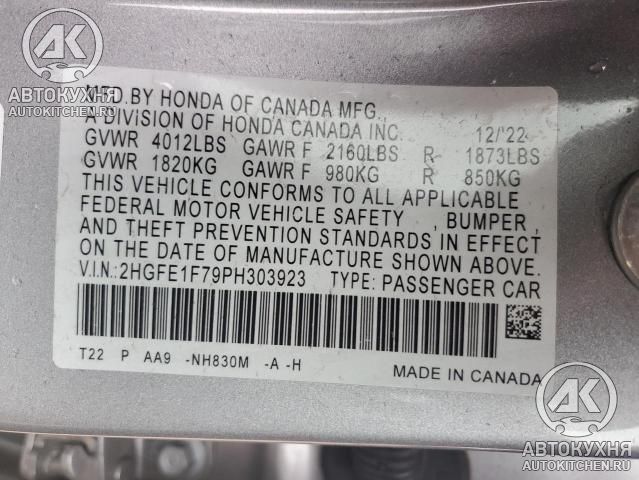 AK
АВТОКУХНЯ
AUTOKITCHEN.RU
MFD.BY HONDA OF CANADA MFG.,
A DIVISION OF HONDA CANADA INC. 12/'22
GVWR 4012LBS GAWR F 2160LBS R 1873LBS
GVWR 1820KG GAWR F 980KG R 850KG
THIS VEHICLE CONFORMS TO ALL APPLICABLE
FEDERAL MOTOR VEHICLE SAFETY , BUMPER ,
AND THEFT PREVENTION STANDARDS IN EFFECT
ON THE DATE OF MANUFACTURE SHOWN ABOVE.
V.I.N.:2HGFE1F79PH303923 TYPE: PASSENGER CAR
T22 P AA9 -NH830M -A -H
MADE IN CANADA
AK
АВТОКУХНЯ
AUTOKITCHEN.RU